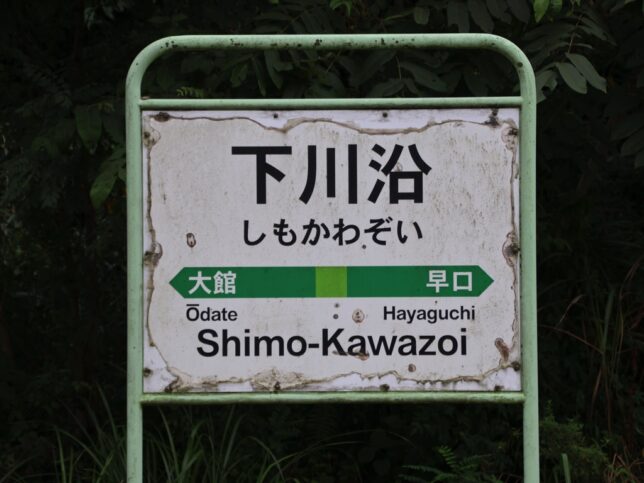 下川沿
しもかわぞい
大館 早口
Ōdate Hayaguchi
Shimo-Kawazoi